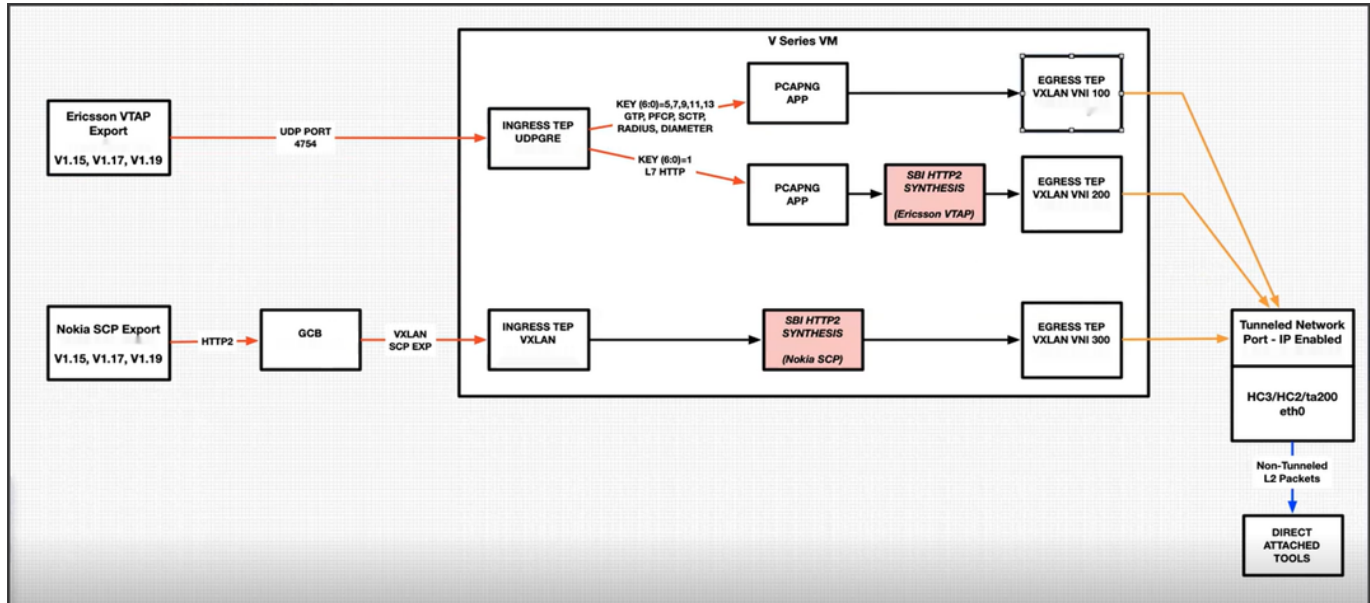 V Series VM
Ericsson VTAP
Export
V1.15, V1.17, V1.19
UDP PORT
4754
INGRESS TEP
UDPGRE
KEY (6:0)=5,7,9,11,13
GTP, PFCP, SCTP,
RADIUS, DIAMETER
PCAPNG
APP
EGRESS TEP
VXLAN VNI 100
KEY (6:0)=1
L7 HTTP
PCAPNG
APP
SBI HTTP2
SYNTHESIS
(Ericsson VTAP)
EGRESS TEP
VXLAN VNI 200
Nokia SCP Export
V1.15, V1.17, V1.19
HTTP2
GCB
VXLAN
SCP EXP
INGRESS TEP
VXLAN
SBI HTTP2
SYNTHESIS
(Nokia SCP)
EGRESS TEP
VXLAN VNI 300
Tunneled Network
Port - IP Enabled
HC3/HC2/ta200
eth0
Non-Tunneled
L2 Packets
DIRECT
ATTACHED
TOOLS